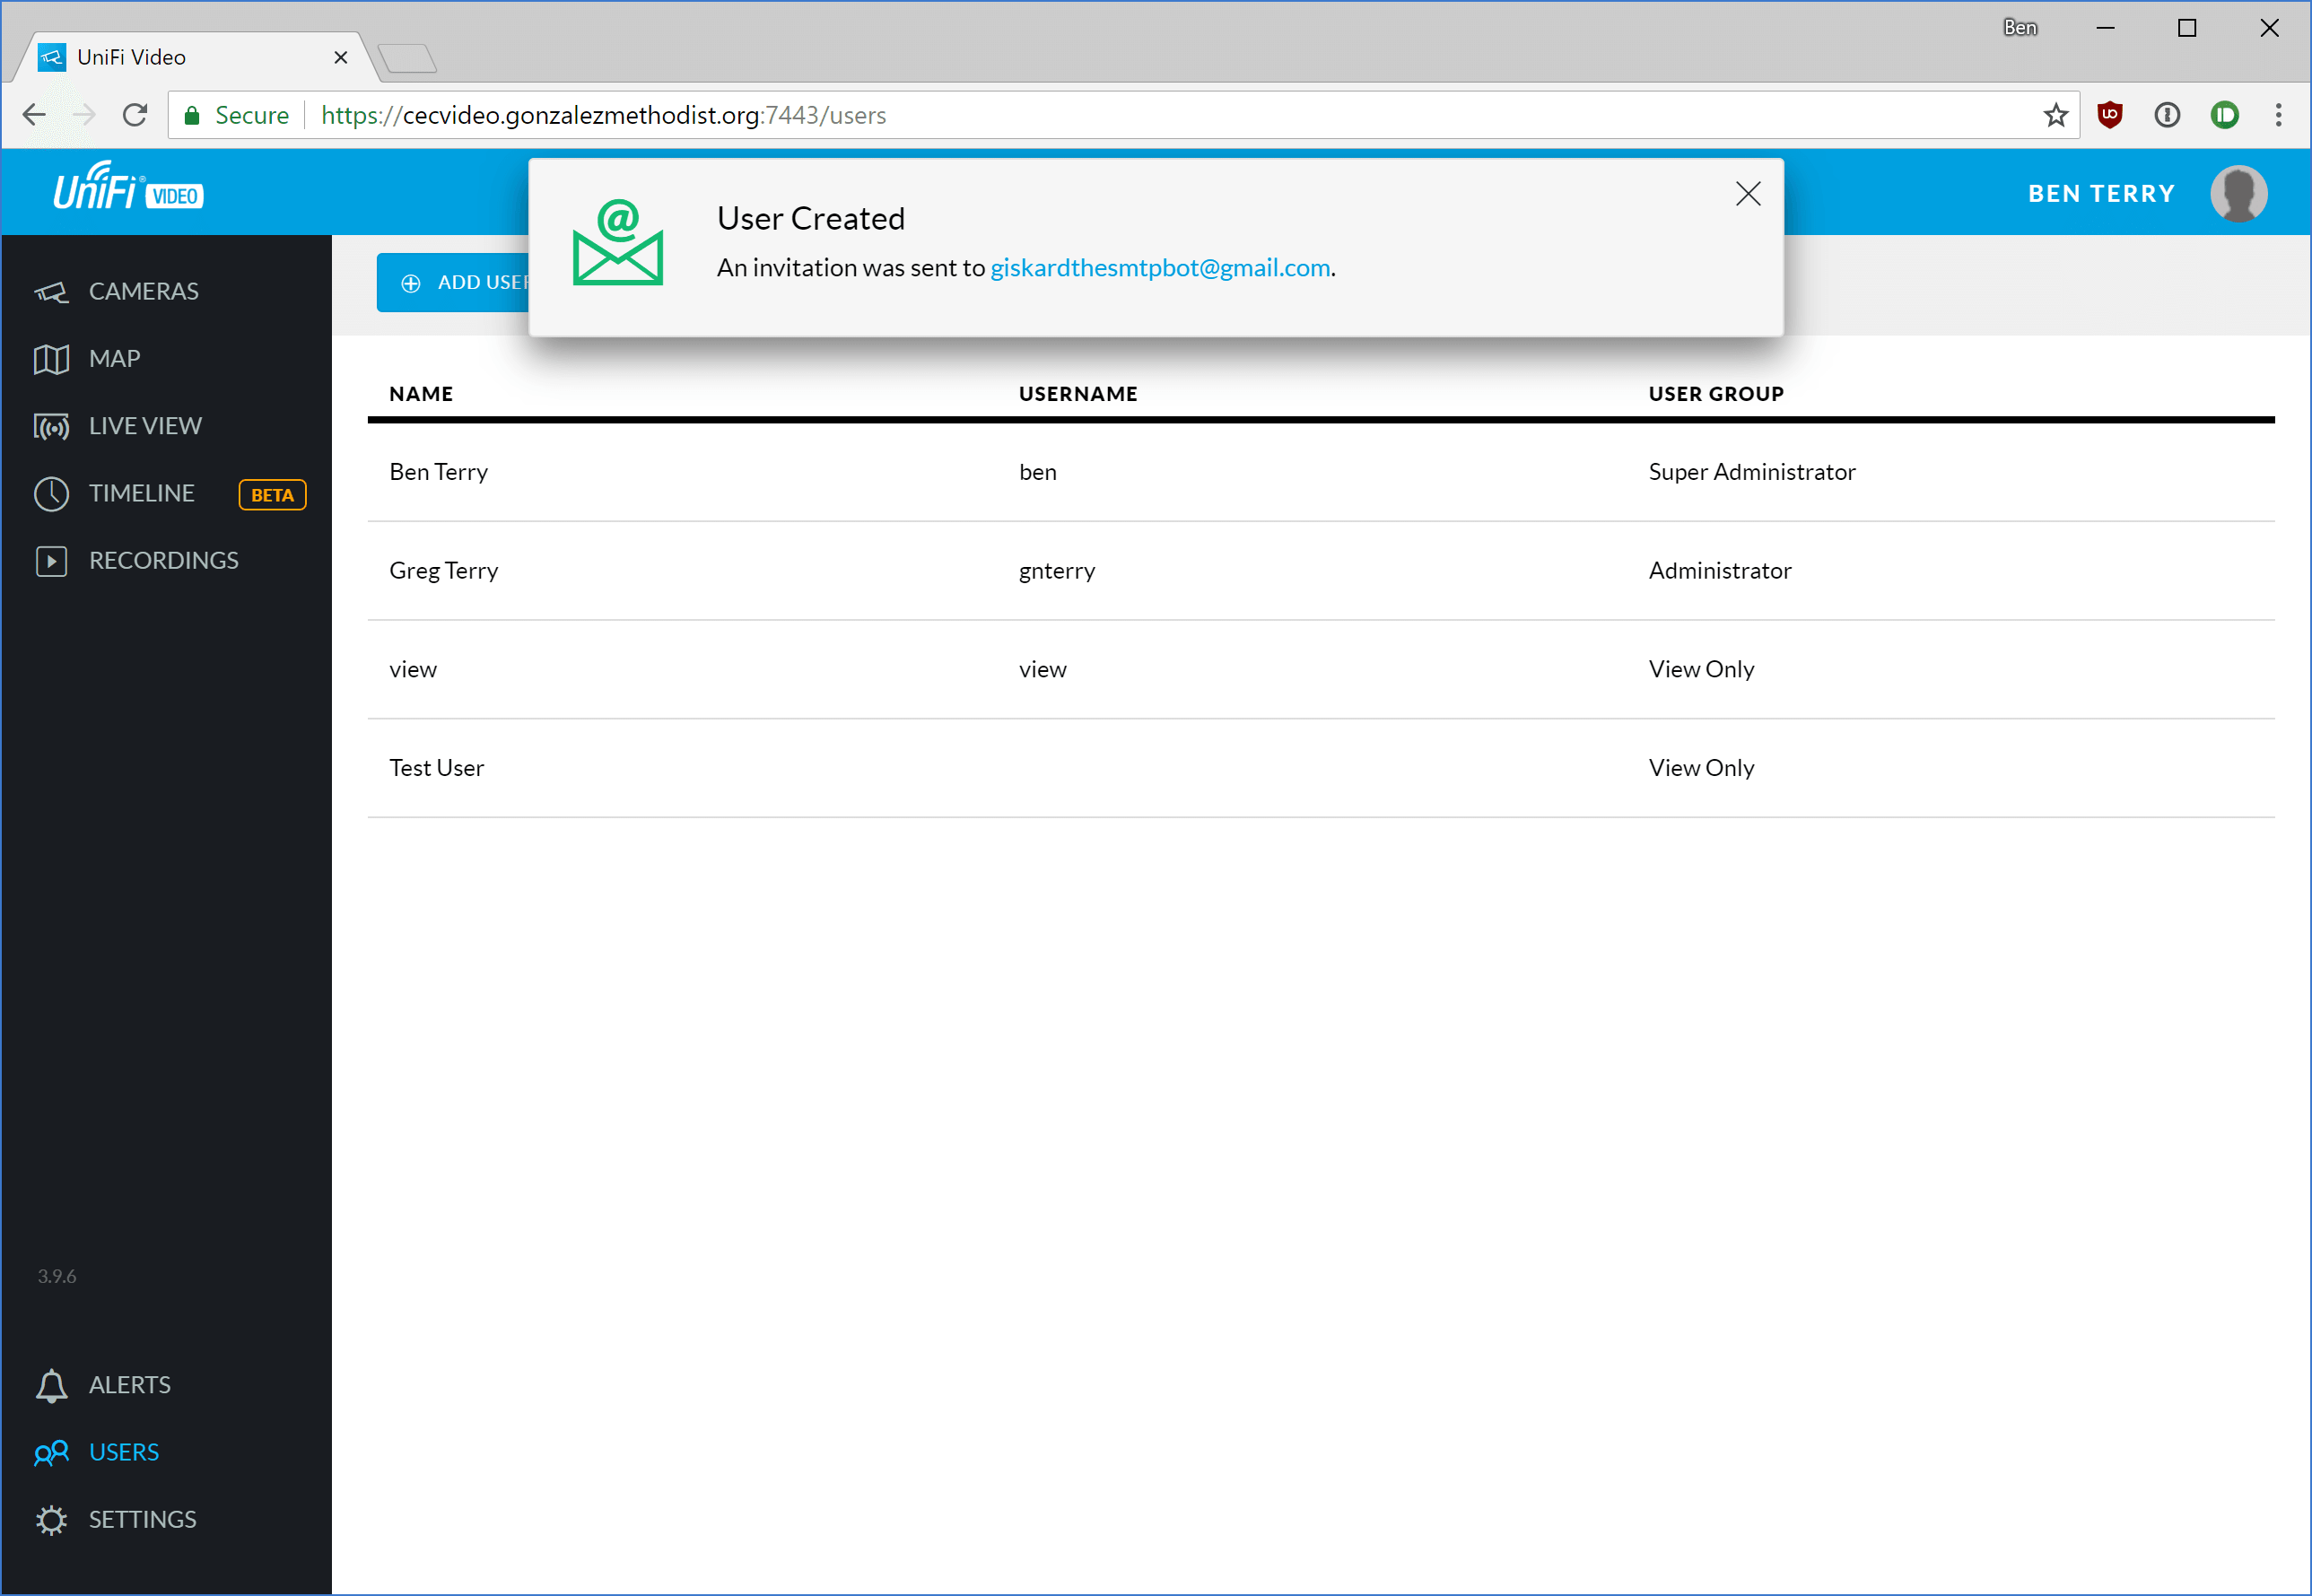 Ben
UniFi Video
Secure https://cecvideo.gonzalezmethodist.org:7443/users
UniFi® VIDEO
User Created
BEN TERRY
An invitation was sent to giskardthesmtpbot@gmail.com.
ADD USER
CAMERAS
MAP
LIVE VIEW
TIMELINE BETA
RECORDINGS
NAME USERNAME USER GROUP
Ben Terry ben Super Administrator
Greg Terry gnterry Administrator
view view View Only
Test User View Only
3.9.6
ALERTS
USERS
SETTINGS